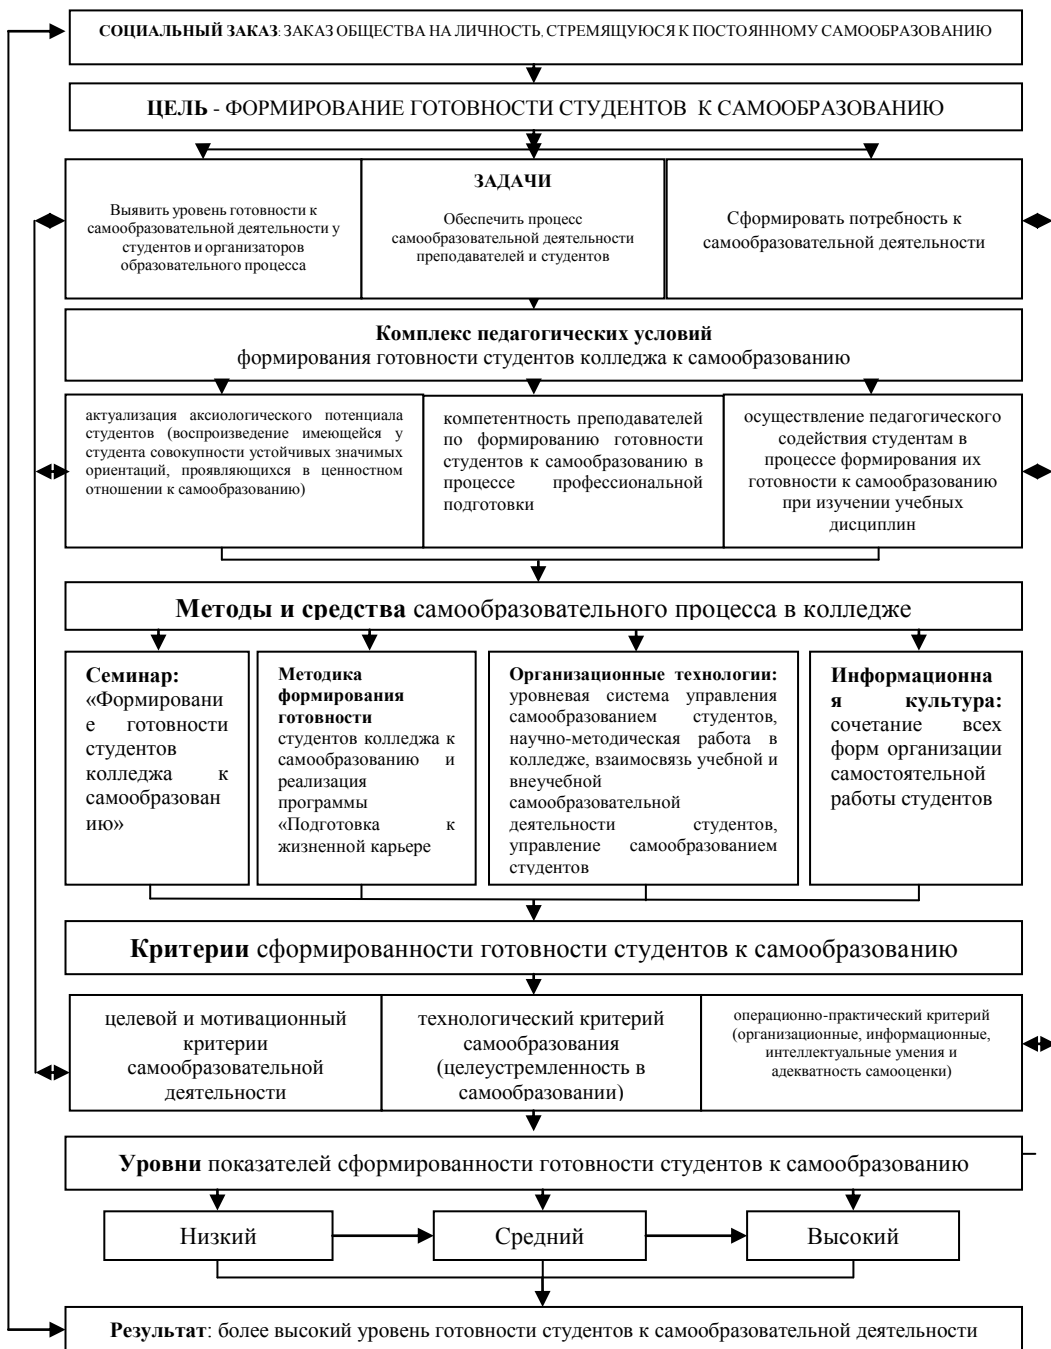 СОЦИАЛЬНЫЙ ЗАКАЗ: ЗАКАЗ ОБЩЕСТВА НА ЛИЧНОСТЬ, СТРЕМЯЩУЮСЯ К ПОСТОЯННОМУ САМООБРАЗОВАНИЮ
ЦЕЛЬ - ФОРМИРОВАНИЕ ГОТОВНОСТИ СТУДЕНТОВ К САМООБРАЗОВАНИЮ
Выявить уровень готовности к
самообразовательной деятельности у
студентов и организаторов
образовательного процесса
ЗАДАЧИ
Обеспечить процесс
самообразовательной деятельности
преподавателей и студентов
Сформировать потребность к
самообразовательной деятельности
Комплекс педагогических условий
формирования готовности студентов колледжа к самообразованию
актуализация аксиологического потенциала
студентов (воспроизведение имеющейся у
студента совокупности устойчивых значимых
ориентаций, проявляющихся в ценностном
отношении к самообразованию)
компетентность преподавателей
по формированию готовности
студентов к самообразованию в
процессе профессиональной
подготовки
осуществление педагогического
содействия студентам в
процессе формирования их
готовности к самообразованию
при изучении учебных
дисциплин
Методы и средства самообразовательного процесса в колледже
Семинар:
«Формировани
е готовности
студентов
колледжа к
самообразован
ию»
Методика
формирования
готовности
студентов колледжа к
самообразованию и
реализация
программы
«Подготовка к
жизненной карьере
Организационные технологии:
уровневая система управления
самообразованием студентов,
научно-методическая работа в
колледже, взаимосвязь учебной и
внеучебной
самообразовательной
деятельности студентов,
управление самообразованием
студентов
Информационна
я культура:
сочетание всех
форм организации
самостоятельной
работы студентов
Критерии сформированности готовности студентов к самообразованию
целевой и мотивационный
критерии
самообразовательной
деятельности
технологический критерий
самообразования
(целеустремленность в
самообразовании)
операционно-практический критерий
(организационные, информационные,
интеллектуальные умения и
адекватность самооценки)
Уровни показателей сформированности готовности студентов к самообразованию
Низкий
Средний
Высокий
Результат: более высокий уровень готовности студентов к самообразовательной деятельности